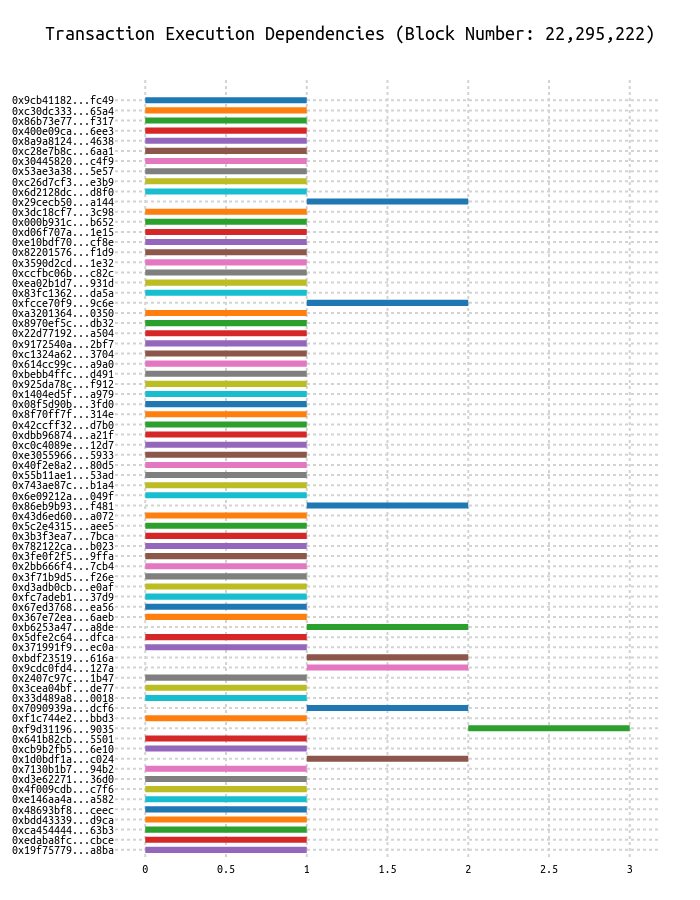 Transaction Execution Dependencies (Block Number: 22,295,222)
0x9cb41182...fc49
0xc30dc333...65a4
0x86b73e77...f317
0x400e09ca...6ee3
0x8a9a8124...4638
0xc28e7b8c...6aa1
0x30445820...c4f9
0x53ae3a38...5e57
0xc26d7cf3...e3b9
0x6d2128dc...d8f0
0x29cecb50...a144
0x3dc18cf7...3c98
0x000b931c...b652
0xd06f707a...1e15
0xe10bdf70...cf8e
0x82201576...f1d9
0x3590d2cd...1e32
0xccfbc06b...c82c
0xea02b1d7...931d
0x83fc1362...da5a
0xfcce70f9...9c6e
0xa3201364...0350
0x8970ef5c...db32
0x22d77192...a504
0x9172540a...2bf7
0xc1324a62...3704
0x614cc99c...a9a0
0xbebb4ffc...d491
0x925da78c...f912
0x1404ed5f...a979
0x08f5d90b...3fd0
0x8f70ff7f...314e
0x42ccff32...d7b0
0xdbb96874...a21f
0xc0c4089e...12d7
0xe3055966...5933
0x40f2e8a2...80d5
0x55b11ae1...53ad
0x743ae87c...b1a4
0x6e09212a...049f
0x86eb9b93...f481
0x43d6ed60...a072
0x5c2e4315...aee5
0x3b3f3ea7...7bca
0x782122ca...b023
0x3fe0f2f5...9ffa
0x2bb666f4...7cb4
0x3f71b9d5...f26e
0xd3adb0cb...e0af
0xfc7adeb1...37d9
0x67ed3768...ea56
0x367e72ea...6aeb
0xb6253a47...a8de
0x5dfe2c64...dfca
0x371991f9...ec0a
0xbdf23519...616a
0x9cdc0fd4...127a
0x2407c97c...1b47
0x3cea04bf...de77
0x33d489a8...0018
0x7090939a...dcf6
0xf1c744e2...bbd3
0xf9d31196...9035
0x641b82cb...5501
0xcb9b2fb5...6e10
0x1d0bdf1a...c024
0x7130b1b7...94b2
0xd3e62271...36d0
0x4f009cdb...c7f6
0xe146aa4a...a582
0x48693bf8...ceec
0xbdd43339...d9ca
0xca454444...63b3
0xedaba8fc...cbce
0x19f75779...a8ba
0 0.5 1 1.5 2 2.5 3